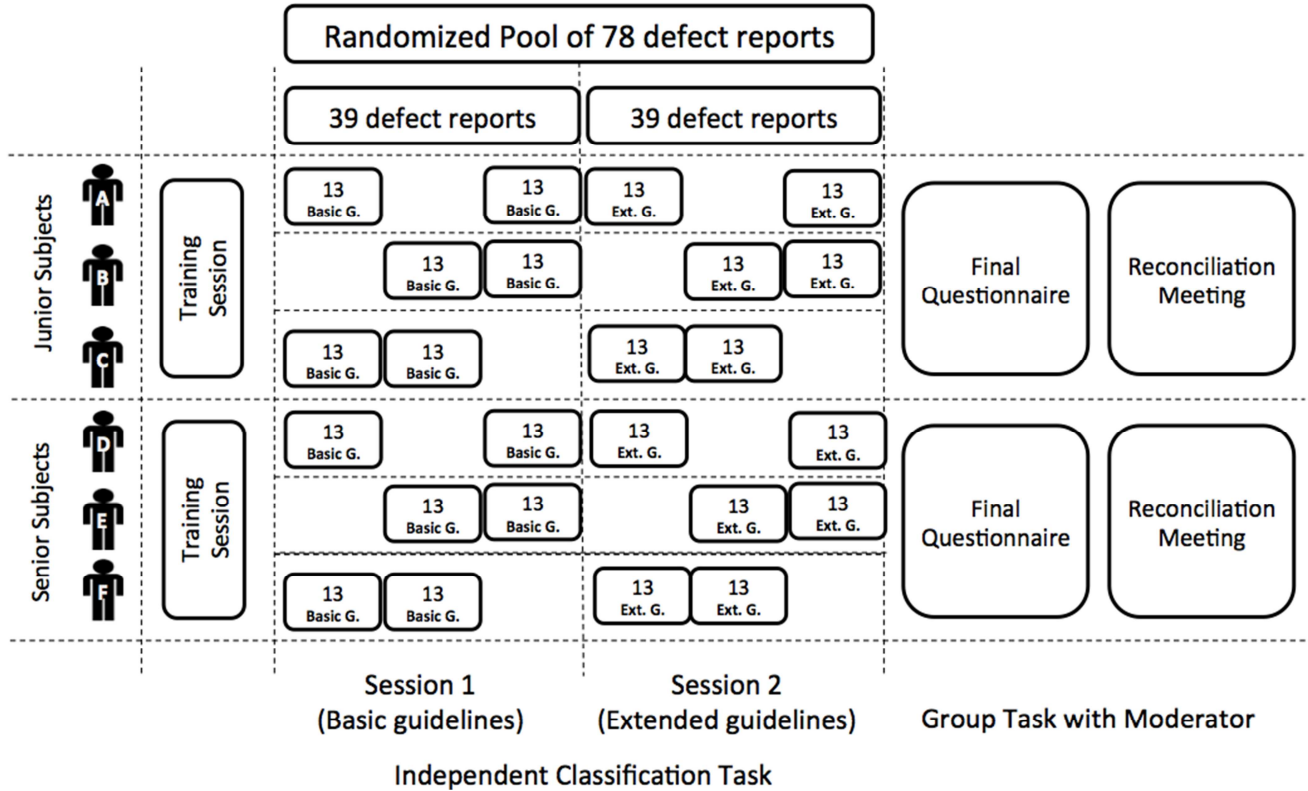 Randomized Pool of 78 defect reports
39 defect reports
39 defect reports
Junior Subjects
A
Training
Session
13
Basic G.
13
Basic G.
13
Ext. G.
13
Ext. G.
B
13
Basic G.
13
Basic G.
13
Ext. G.
13
Ext. G.
C
13
Basic G.
13
Basic G.
13
Ext. G.
13
Ext. G.
Final
Questionnaire
Reconciliation
Meeting
Senior Subjects
D
Training
Session
13
Basic G.
13
Basic G.
13
Ext. G.
13
Ext. G.
E
13
Basic G.
13
Basic G.
13
Ext. G.
13
Ext. G.
F
13
Basic G.
13
Basic G.
13
Ext. G.
13
Ext. G.
Final
Questionnaire
Reconciliation
Meeting
Session 1
(Basic guidelines)
Session 2
(Extended guidelines)
Group Task with Moderator
Independent Classification Task